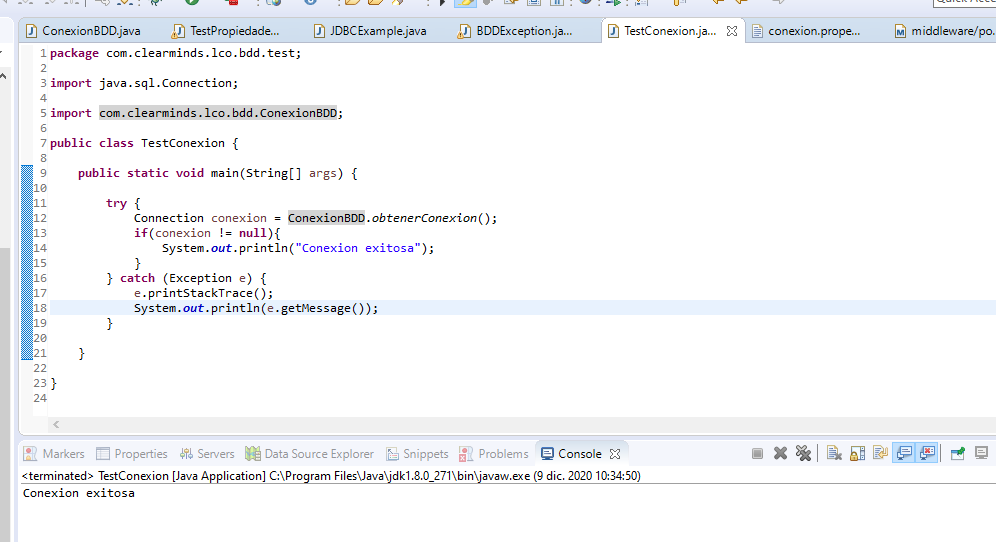 Quick Acce
ConexionBDD.java TestPropiedade... JDBCExample.java BDDException.ja... TestConexion.ja... conexion.prope... middleware/po.
1 package com.clearminds.lco.bdd.test;
2
3 import java.sql.Connection;
4
5 import com.clearminds.lco.bdd.ConexionBDD;
6
7 public class TestConexion {
8
9 public static void main(String[] args) {
10
11 try {
12 Connection conexion = ConexionBDD.obtenerConexion();
13 if(conexion != null){
14 System.out.println("Conexion exitosa");
15 }
16 } catch (Exception e) {
17 e.printStackTrace();
18 System.out.println(e.getMessage());
19 }
20
21 }
22
23 }
24
Markers Properties Servers Data Source Explorer Snippets Problems Console
<terminated> TestConexion [Java Application] C:\Program Files\Java\jdk1.8.0_271\bin\javaw.exe (9 dic. 2020 10:34:50)
Conexion exitosa